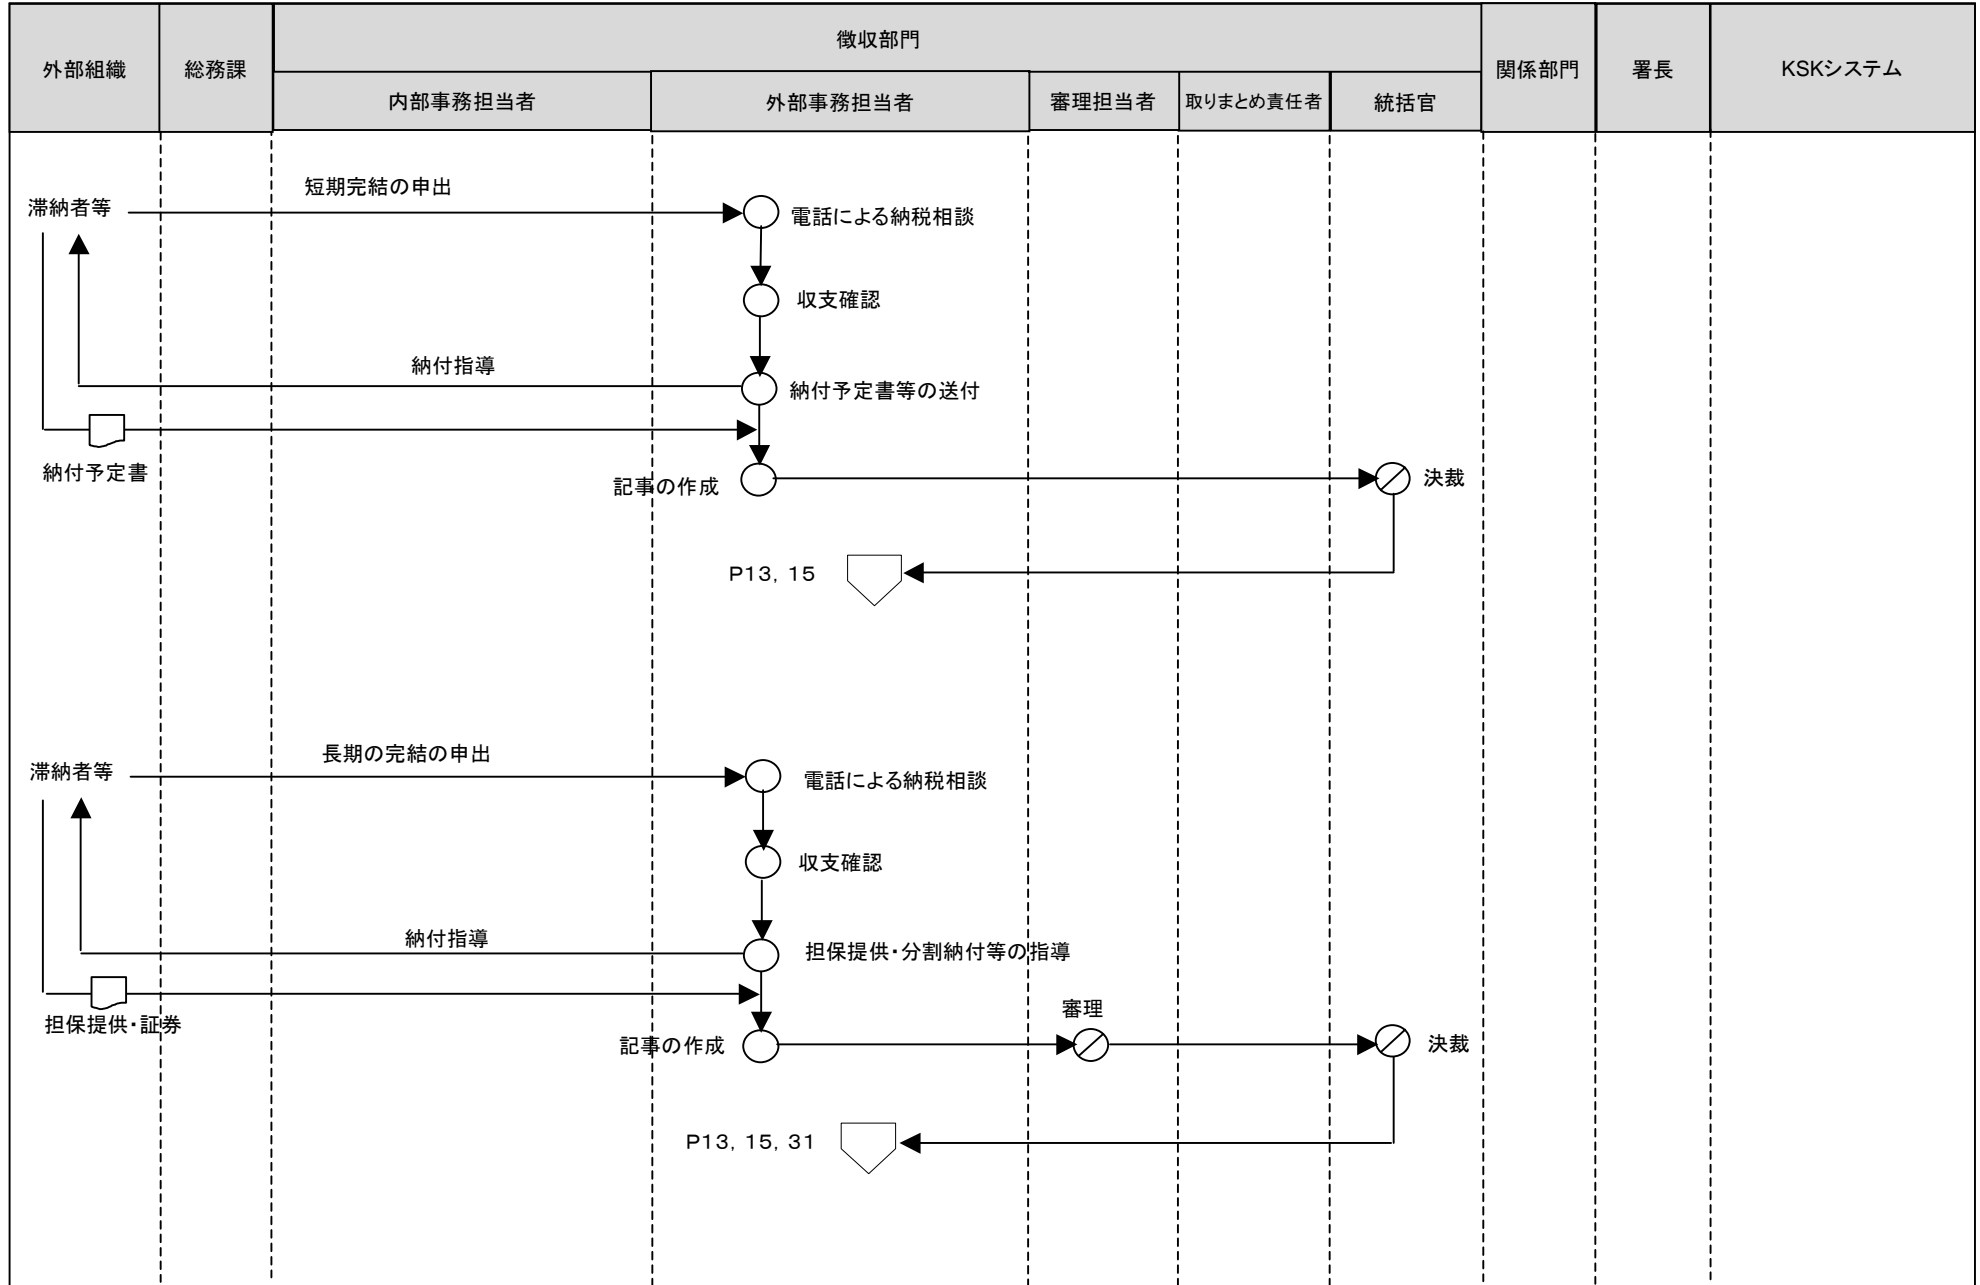 徴収部門
外部組織
総務課
関係部門
署長
KSKシステム
内部事務担当者
外部事務担当者
審理担当者
取りまとめ責任者
統括官
短期完結の申出
滞納者等
電話による納税相談
収支確認
納付指導
納付予定書等の送付
納付予定書
記事の作成
決裁
P13, 15
長期の完結の申出
滞納者等
電話による納税相談
収支確認
納付指導
担保提供・分割納付等の指導
担保提供・証券
審理
記事の作成
決裁
P13, 15, 31